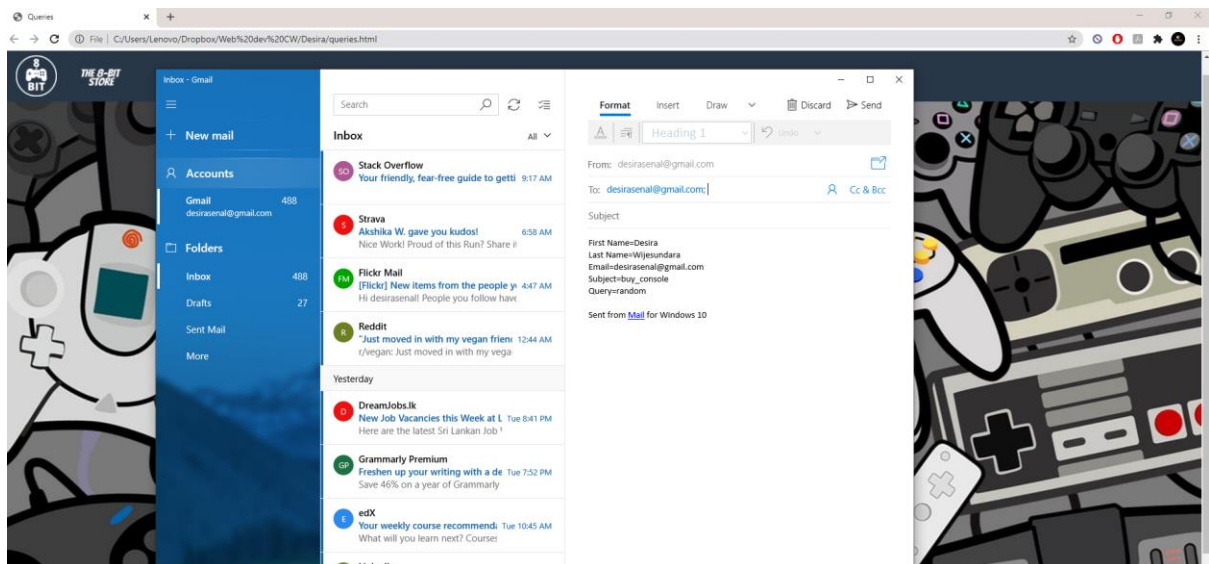 Queries
File | C:/Users/Lenovo/Dropbox/Web%20dev%20CW/Desira/queries.html
8
BIT
THE 8-BIT
STORE
Inbox - Gmail
New mail
Accounts
Gmail 488
desirasenal@gmail.com
Folders
Inbox 488
Drafts 27
Sent Mail
More
Search
Inbox All
SO Stack Overflow
Your friendly, fear-free guide to getti 9:17 AM
S Strava
Akshika W. gave you kudos! 6:58 AM
Nice Work! Proud of this Run? Share it
FM Flickr Mail
[Flickr] New items from the people y 4:47 AM
Hi desirasenal! People you follow have
R Reddit
"Just moved in with my vegan frien 12:44 AM
r/vegan: Just moved in with my vega
Yesterday
D DreamJobs.lk
New Job Vacancies this Week at L Tue 8:41 PM
Here are the latest Sri Lankan Job
GP Grammarly Premium
Freshen up your writing with a de Tue 7:52 PM
Save 46% on a year of Grammarly
E edX
Your weekly course recommend Tue 10:45 AM
What will you learn next? Courses
Format Insert Draw Discard Send
A Heading 1 Undo
From: desirasenal@gmail.com
To: desirasenal@gmail.com; Cc & Bcc
Subject
First Name=Desira
Last Name=Wijesundara
Email=desirasenal@gmail.com
Subject=buy_console
Query=random
Sent from Mail for Windows 10